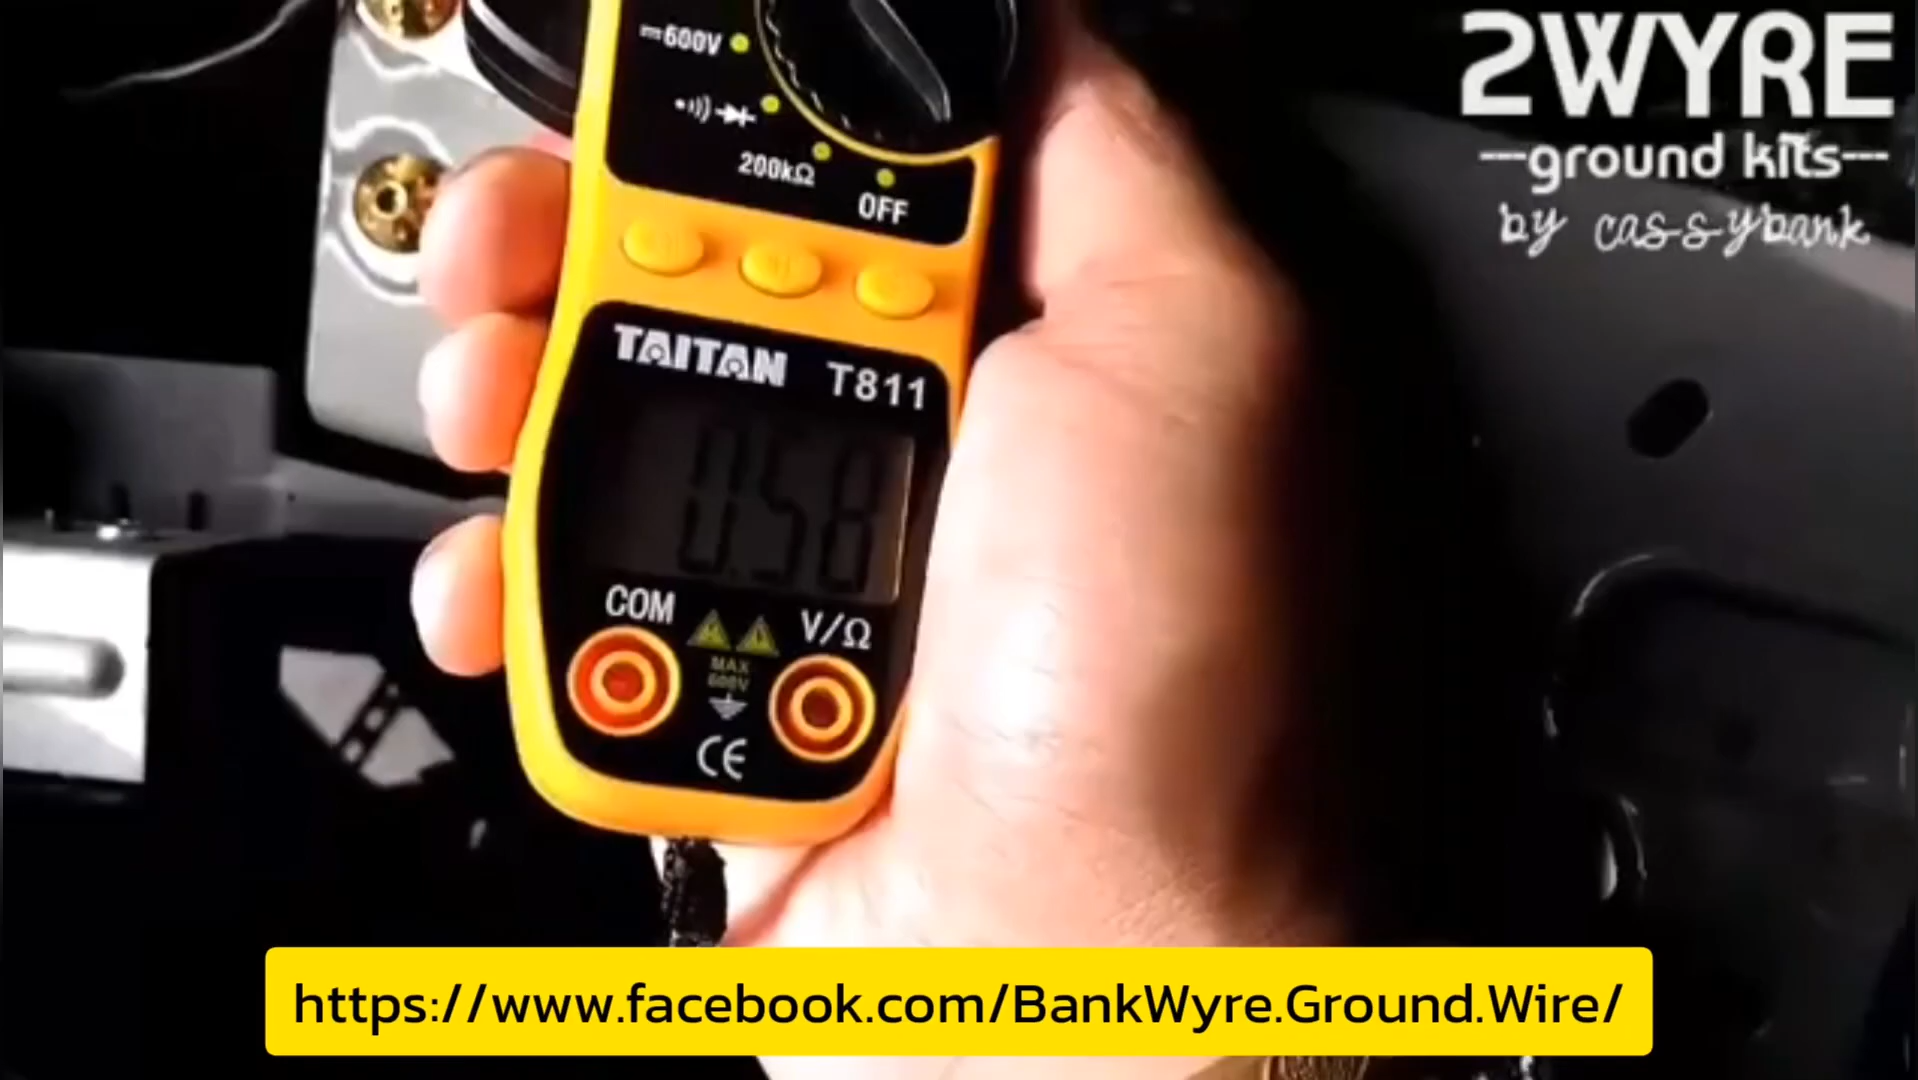 2WYRE
---ground kits---
by cassybank
600V
200kΩ
OFF
TAITAN T811
0.58
COM V/Ω
MAX
600V
CE
https://www.facebook.com/BankWyre.Ground.Wire/